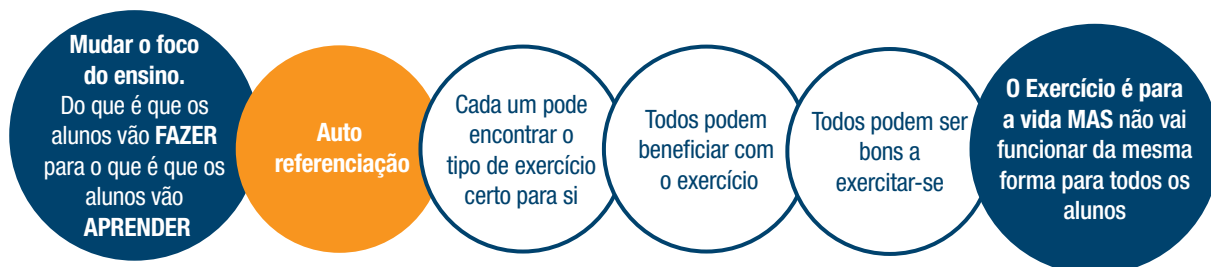 Mudar o foco
do ensino.
Do que é que os
alunos vão FAZER
para o que é que os
alunos vão
APRENDER
Auto
referenciação
Cada um pode
encontrar o
tipo de exercício
certo para si
Todos podem
beneficiar com
o exercício
Todos podem ser
bons a
exercitar-se
O Exercício é para
a vida MAS não vai
funcionar da mesma
forma para todos os
alunos